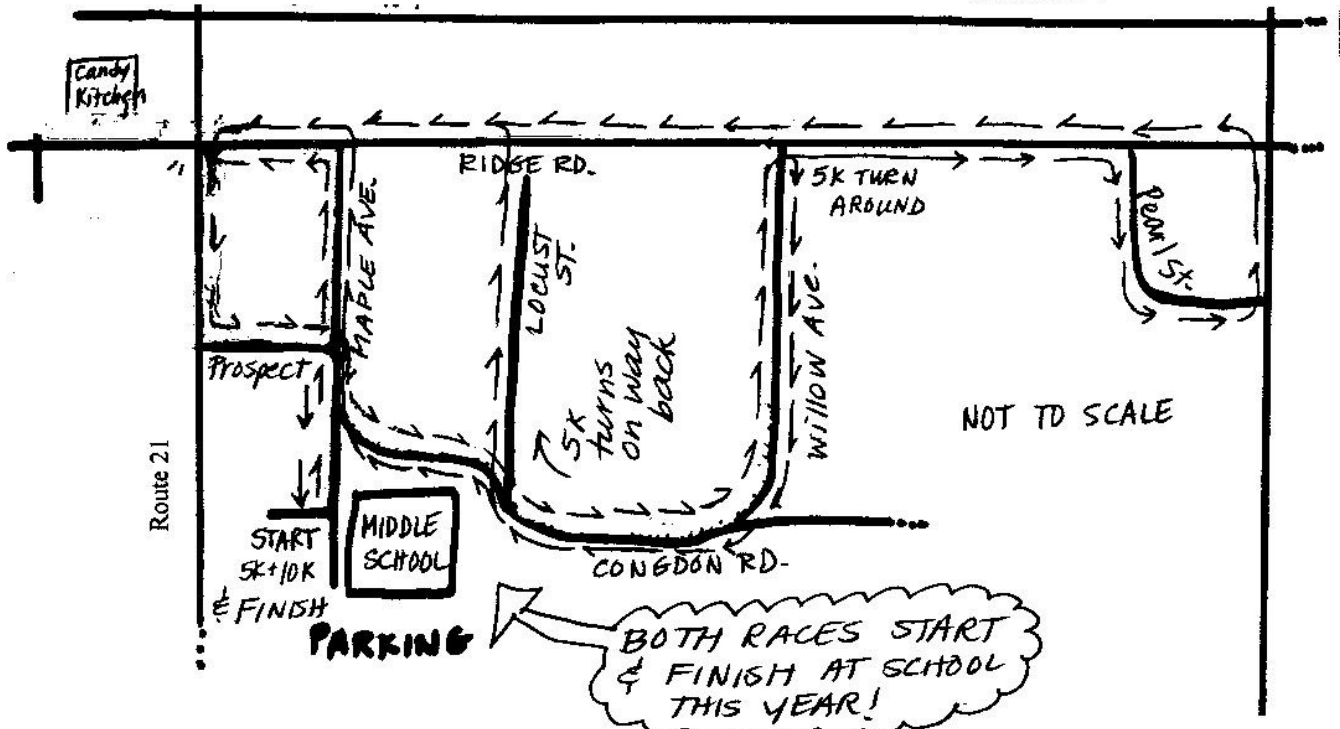 Candy
Kitchen
RIDGE RD.
5K TURN
AROUND
MAPLE AVE.
LOCUST
ST.
Pearl St.
5K
turns
on way
back
Willow Ave.
Prospect
NOT TO SCALE
Route 21
START
5K+10K
& FINISH
MIDDLE
SCHOOL
CONGDON RD-
PARKING
BOTH RACES START
& FINISH AT SCHOOL
THIS YEAR!